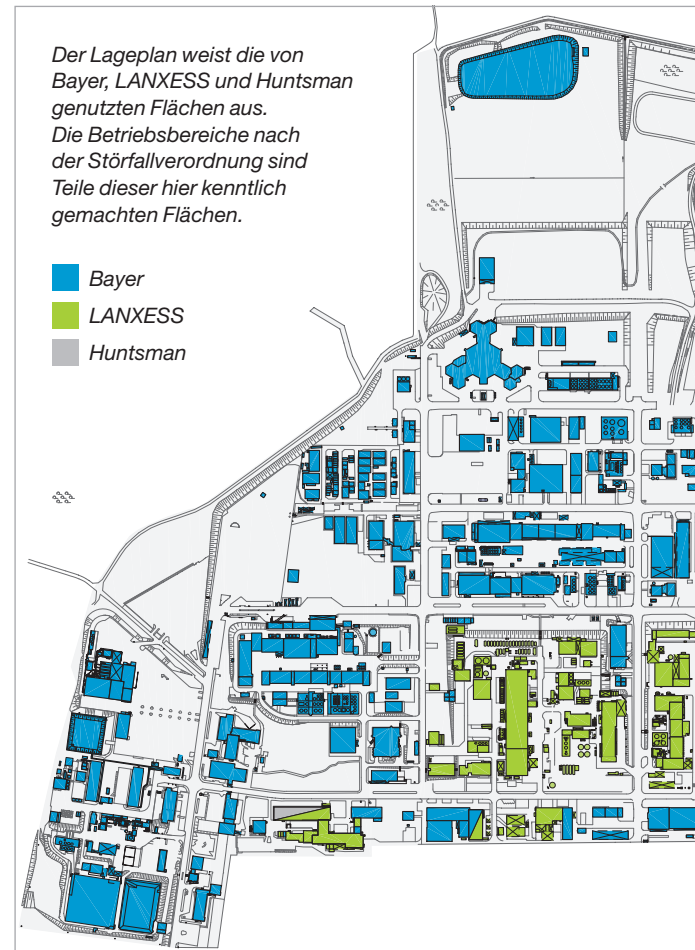 Der Lageplan weist die von
Bayer, LANXESS und Huntsman
genutzten Flächen aus.
Die Betriebsbereiche nach
der Störfallverordnung sind
Teile dieser hier kenntlich
gemachten Flächen.
Bayer
LANXESS
Huntsman